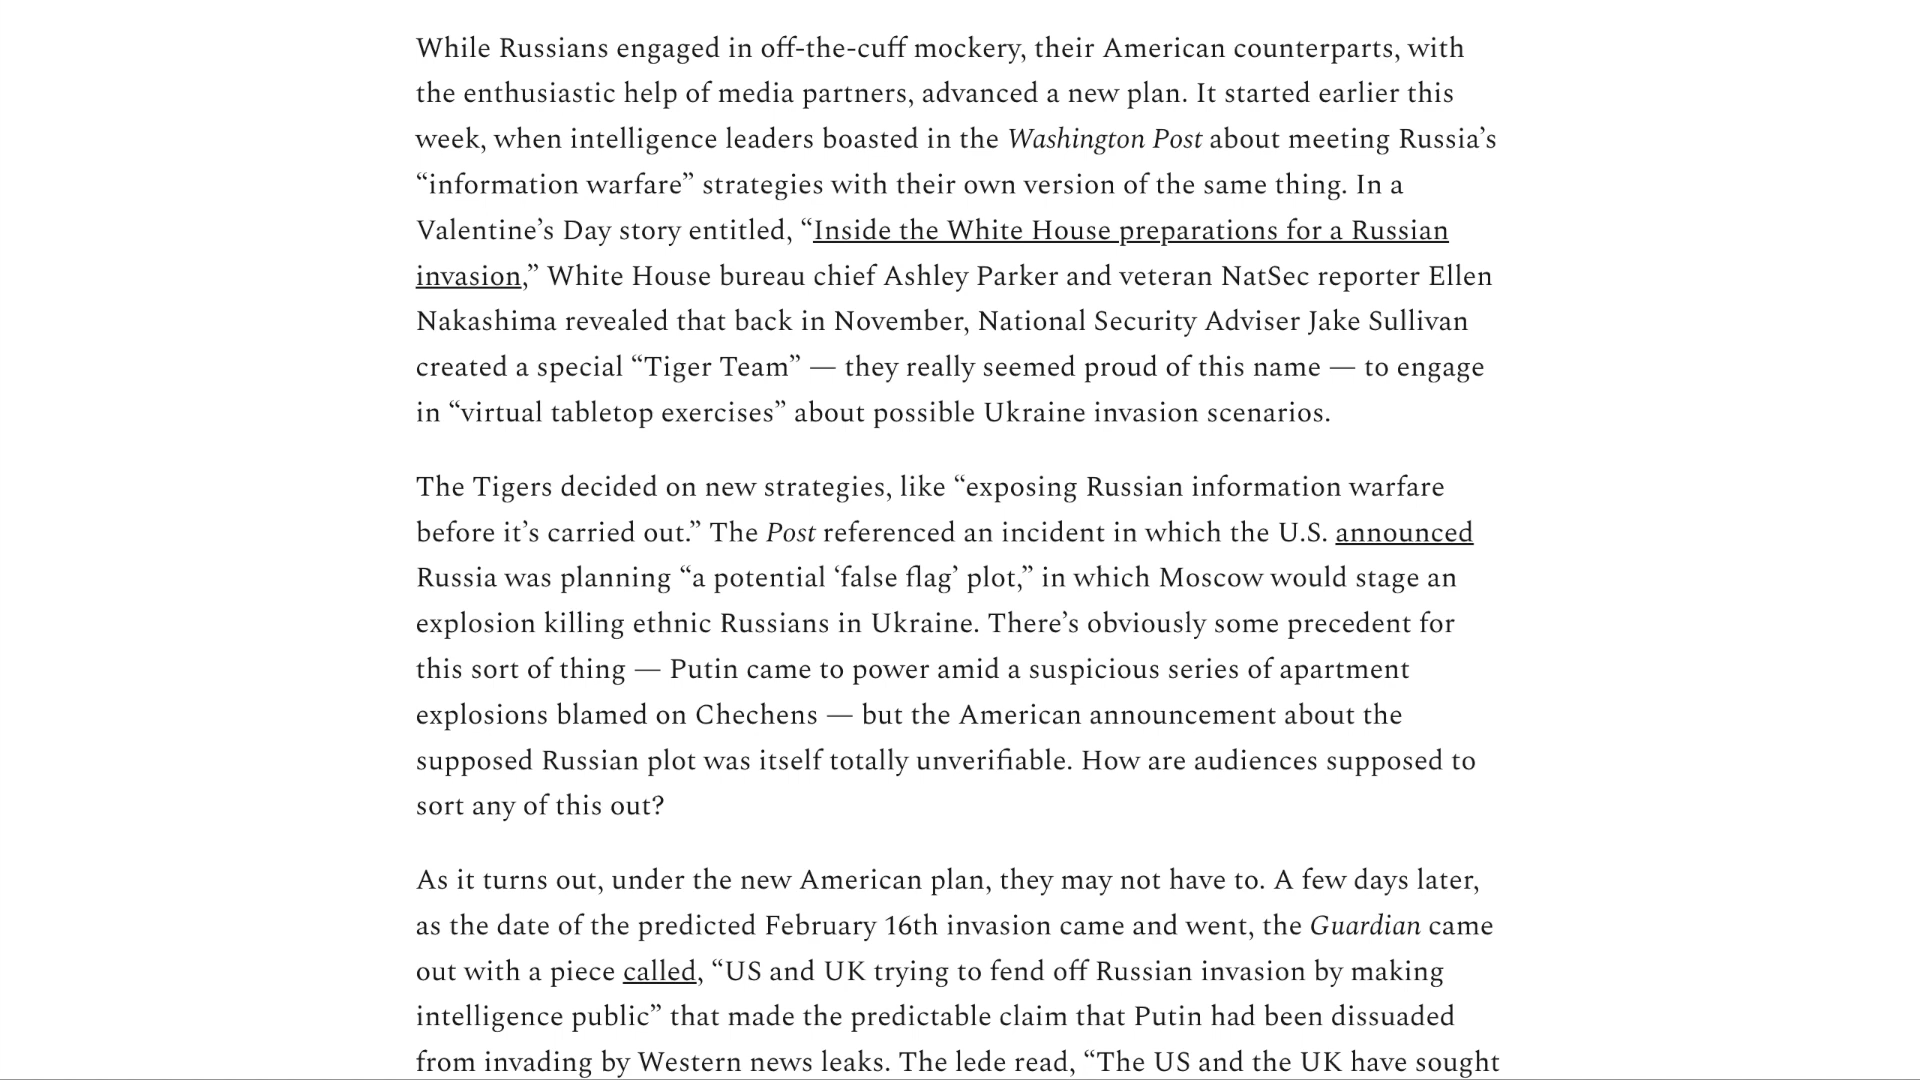 While Russians engaged in off-the-cuff mockery, their American counterparts, with
the enthusiastic help of media partners, advanced a new plan. It started earlier this
week, when intelligence leaders boasted in the Washington Post about meeting Russia’s
“information warfare” strategies with their own version of the same thing. In a
Valentine’s Day story entitled, “Inside the White House preparations for a Russian
invasion,” White House bureau chief Ashley Parker and veteran NatSec reporter Ellen
Nakashima revealed that back in November, National Security Adviser Jake Sullivan
created a special “Tiger Team” — they really seemed proud of this name — to engage
in “virtual tabletop exercises” about possible Ukraine invasion scenarios.
The Tigers decided on new strategies, like “exposing Russian information warfare
before it’s carried out.” The Post referenced an incident in which the U.S. announced
Russia was planning “a potential ‘false flag’ plot,” in which Moscow would stage an
explosion killing ethnic Russians in Ukraine. There’s obviously some precedent for
this sort of thing — Putin came to power amid a suspicious series of apartment
explosions blamed on Chechens — but the American announcement about the
supposed Russian plot was itself totally unverifiable. How are audiences supposed to
sort any of this out?
As it turns out, under the new American plan, they may not have to. A few days later,
as the date of the predicted February 16th invasion came and went, the Guardian came
out with a piece called, “US and UK trying to fend off Russian invasion by making
intelligence public” that made the predictable claim that Putin had been dissuaded
from invading by Western news leaks. The lede read, “The US and the UK have sought